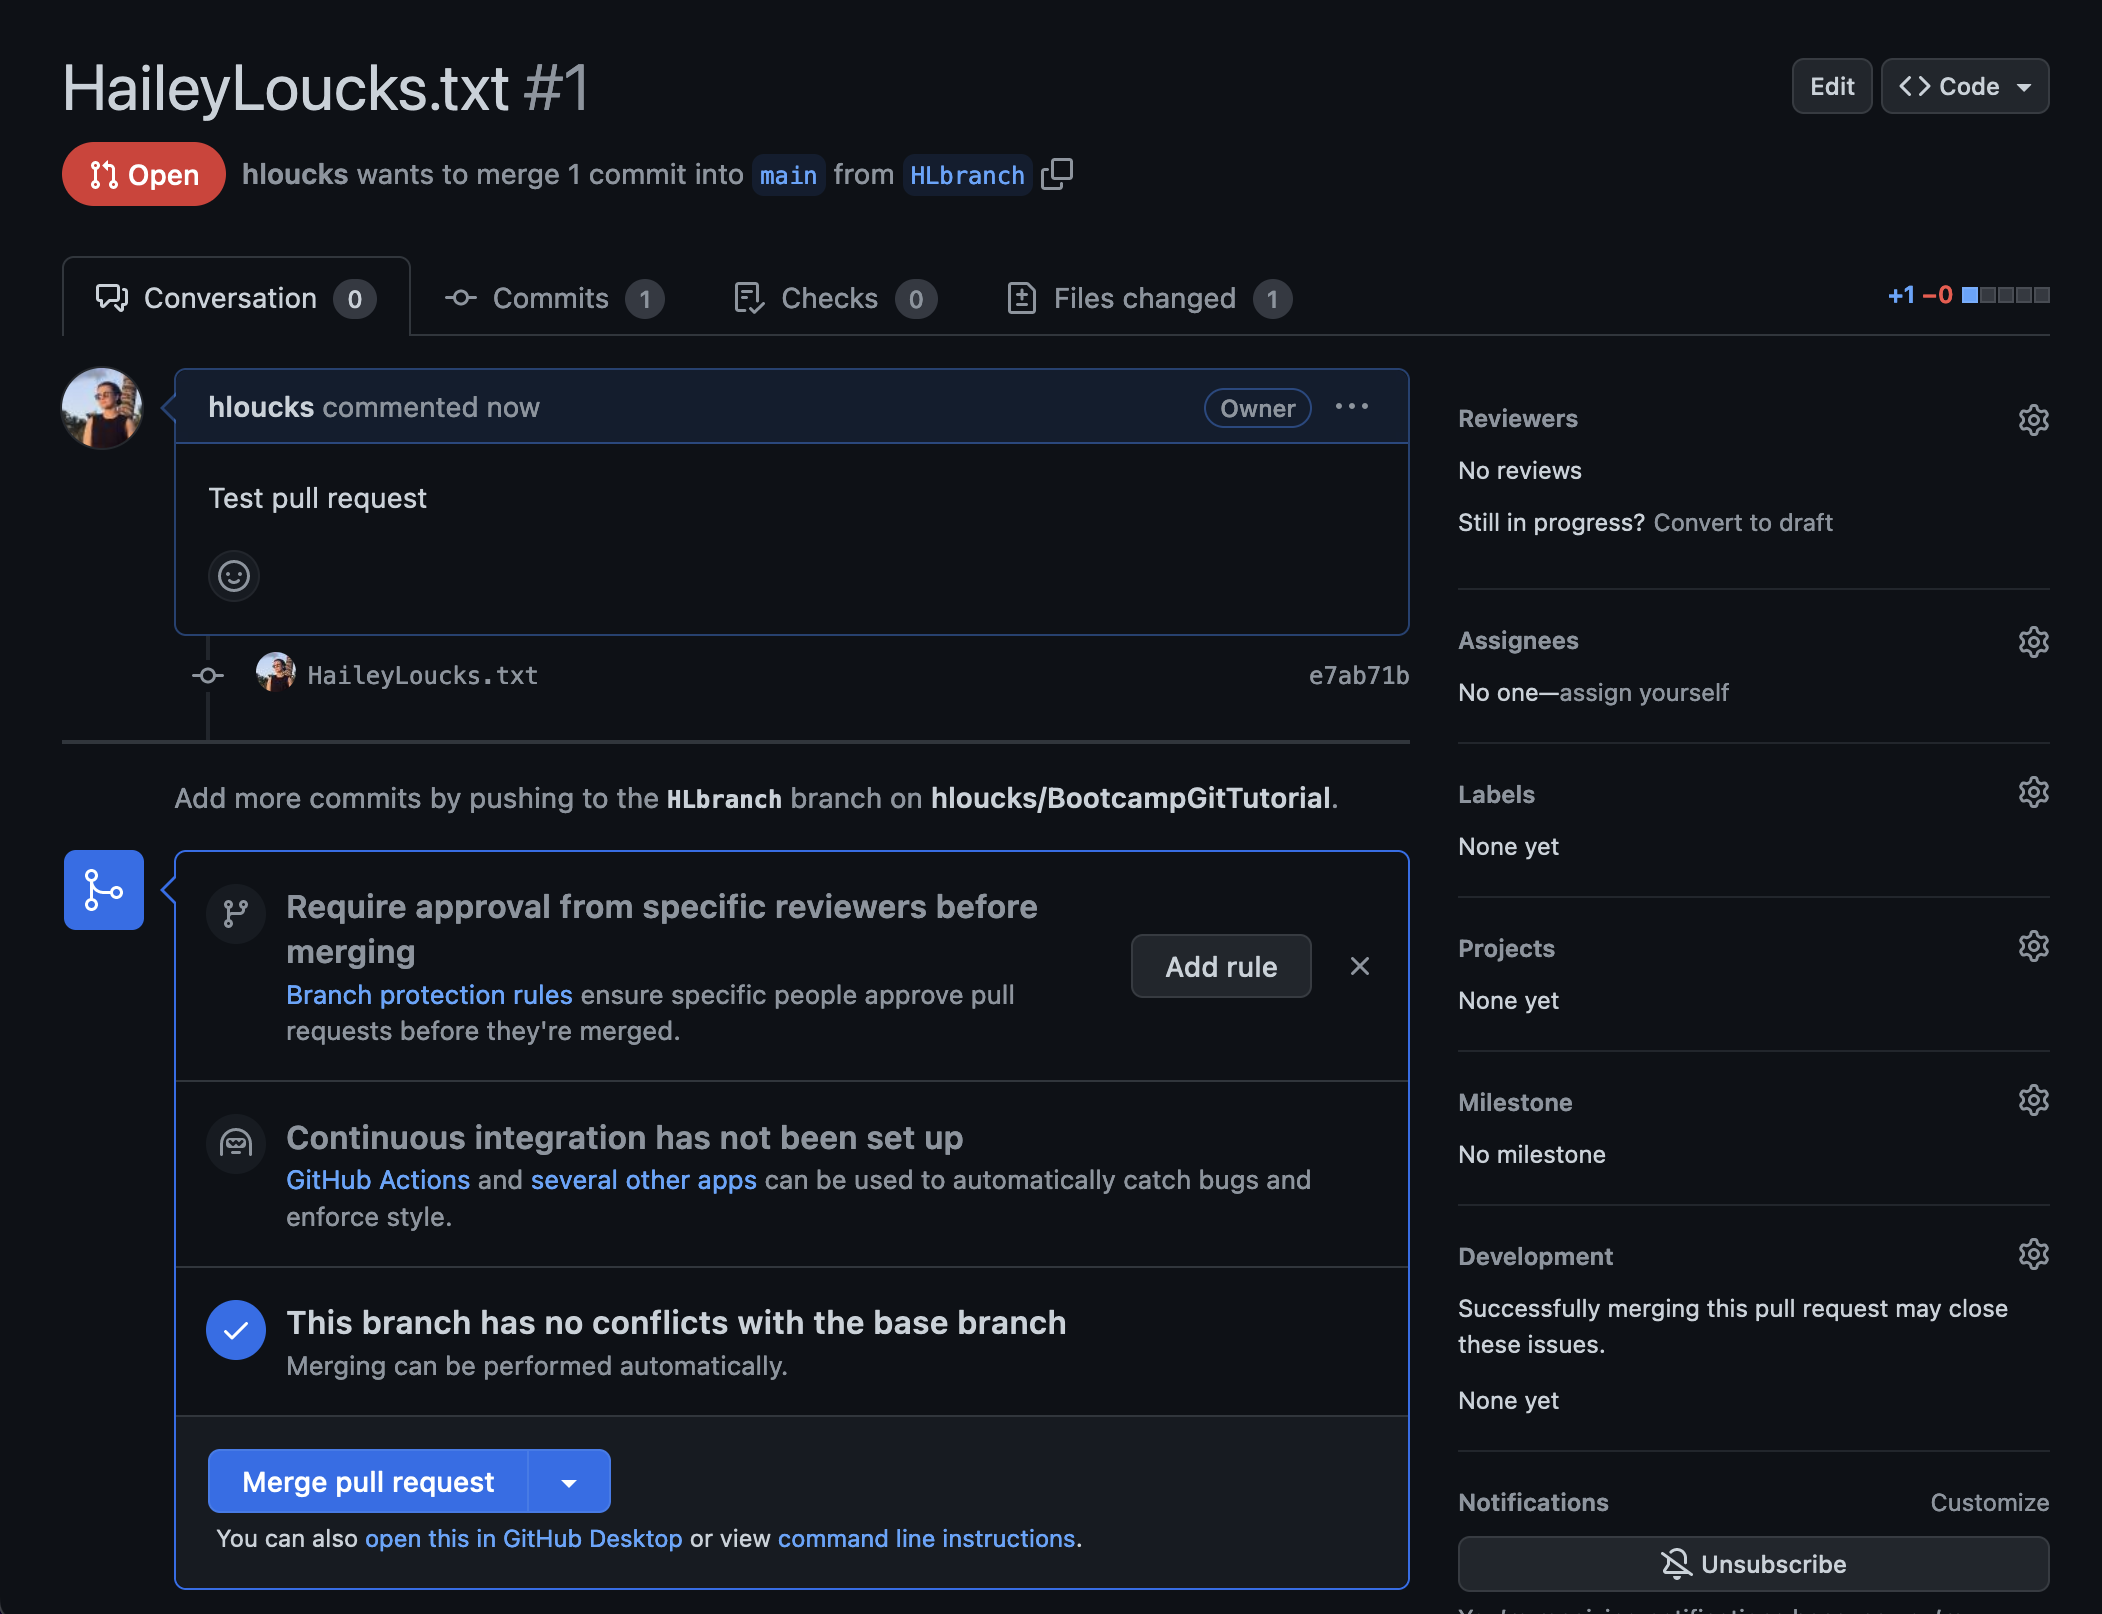 HaileyLoucks.txt #1
Edit
<> Code
Open
hloucks wants to merge 1 commit into main from HLbranch
Conversation 0
Commits 1
Checks 0
Files changed 1
+1 −0
hloucks commented now
Owner
Test pull request
HaileyLoucks.txt
e7ab71b
Add more commits by pushing to the HLbranch branch on hloucks/BootcampGitTutorial.
Require approval from specific reviewers before
merging
Branch protection rules ensure specific people approve pull
requests before they're merged.
Add rule
Continuous integration has not been set up
GitHub Actions and several other apps can be used to automatically catch bugs and
enforce style.
This branch has no conflicts with the base branch
Merging can be performed automatically.
Merge pull request
You can also open this in GitHub Desktop or view command line instructions.
Reviewers
No reviews
Still in progress? Convert to draft
Assignees
No one—assign yourself
Labels
None yet
Projects
None yet
Milestone
No milestone
Development
Successfully merging this pull request may close
these issues.
None yet
Notifications
Customize
Unsubscribe